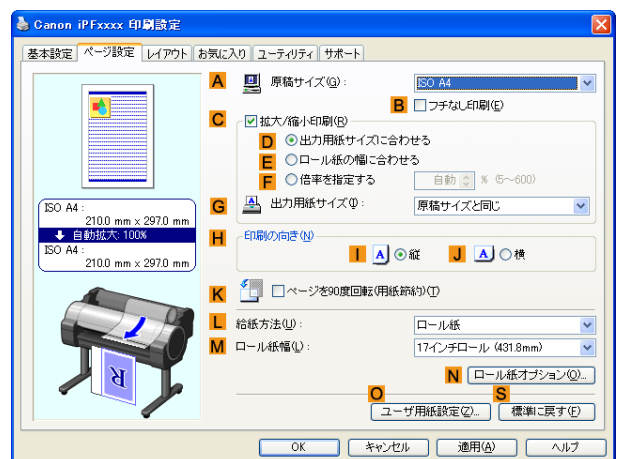 Canon iPFxxxx 印刷設定
基本設定 ページ設定 レイアウト お気に入り ユーティリティ サポート
A 原稿サイズ(G):
ISO A4
B フチなし印刷(E)
C 拡大/縮小印刷(R)
D 出力用紙サイズに合わせる
E ロール紙の幅に合わせる
F 倍率を指定する 自動 % (5～600)
G A 出力用紙サイズ(I): 原稿サイズと同じ
ISO A4 :
210.0 mm x 297.0 mm
自動拡大: 100%
ISO A4 :
210.0 mm x 297.0 mm
H 印刷の向き(N)
I A 縦 J A 横
K ページを90度回転(用紙節約)(T)
L 給紙方法(U): ロール紙
M ロール紙幅(L): 17インチロール (431.8mm)
R
N ロール紙オプション(O)...
O ユーザ用紙設定(Z)... S 標準に戻す(F)
OK キャンセル 適用(A) ヘルプ